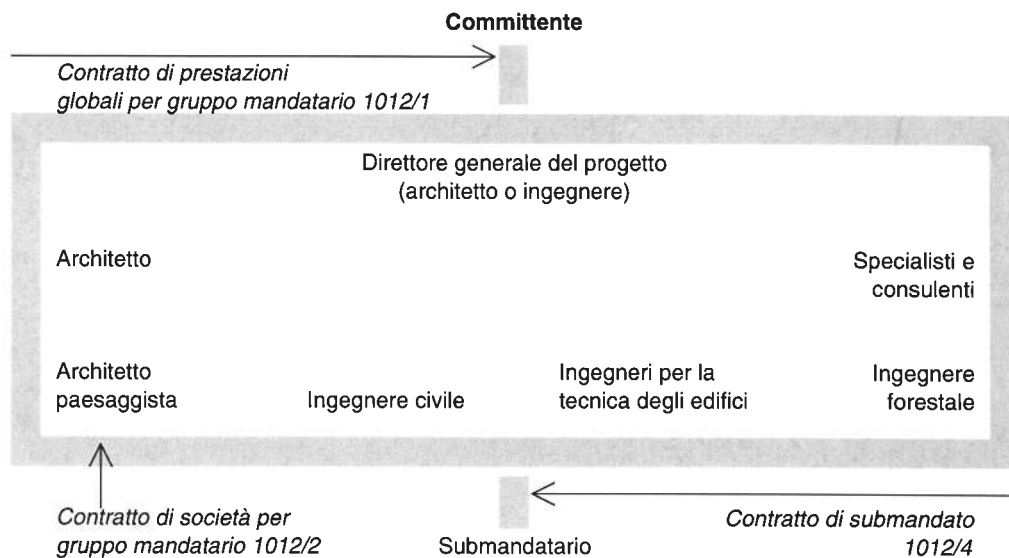 Committente
Contratto di prestazioni
globali per gruppo mandatario 1012/1
Direttore generale del progetto
(architetto o ingegnere)
Architetto
Specialisti e
consulenti
Architetto
paesaggista
Ingegnere civile
Ingegneri per la
tecnica degli edifici
Ingegnere
forestale
Contratto di società per
gruppo mandatario 1012/2
Submandatario
Contratto di submandato
1012/4